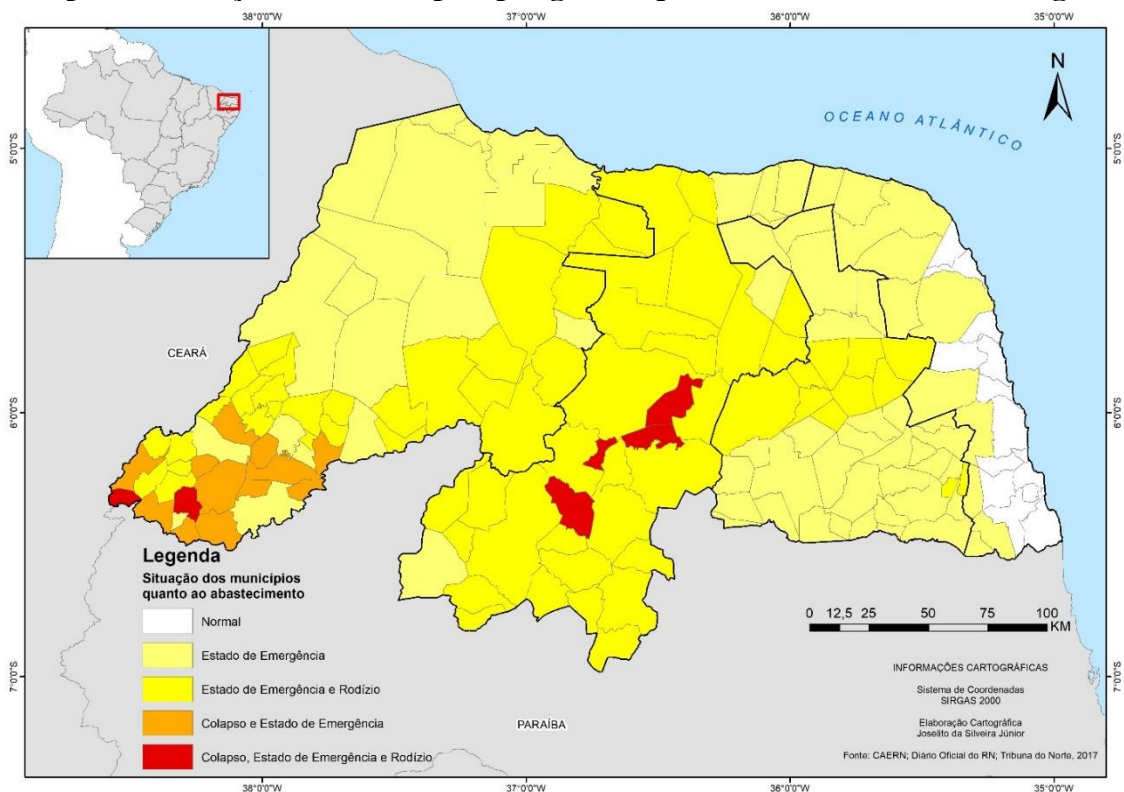 38°0'0"W
37°0'0"W
36°0'0"W
35°0'0"W
N
OCEANO ATLÂNTICO
5°0'0"S
5°0'0"S
CEARÁ
6°0'0"S
6°0'0"S
Legenda
Situação dos municípios
quanto ao abastecimento
Normal
Estado de Emergência
Estado de Emergência e Rodízio
Colapso e Estado de Emergência
Colapso, Estado de Emergência e Rodízio
0 12,5 25 50 75 100
KM
INFORMAÇÕES CARTOGRÁFICAS
Sistema de Coordenadas
SIRGAS 2000
Elaboração Cartográfica
Joselito da Silveira Júnior
Fonte: CAERN; Diário Oficial do RN; Tribuna do Norte, 2017
PARAÍBA
7°0'0"S
7°0'0"S
38°0'0"W
37°0'0"W
36°0'0"W
35°0'0"W